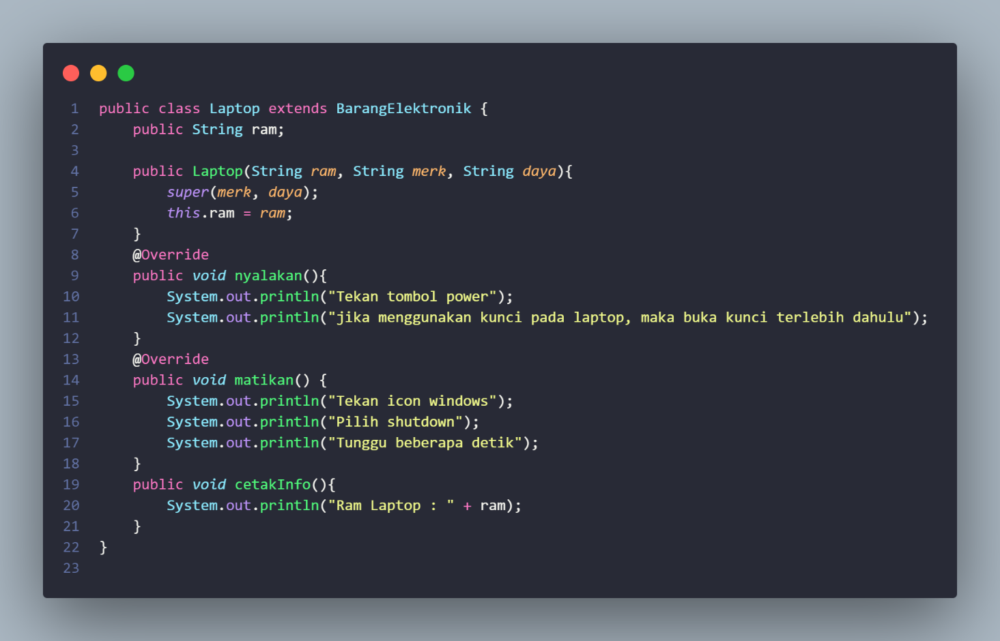 1 public class Laptop extends BarangElektronik {
2     public String ram;
3
4     public Laptop(String ram, String merk, String daya){
5         super(merk, daya);
6         this.ram = ram;
7     }
8     @Override
9     public void nyalakan(){
10         System.out.println("Tekan tombol power");
11         System.out.println("jika menggunakan kunci pada laptop, maka buka kunci terlebih dahulu");
12     }
13     @Override
14     public void matikan() {
15         System.out.println("Tekan icon windows");
16         System.out.println("Pilih shutdown");
17         System.out.println("Tunggu beberapa detik");
18     }
19     public void cetakInfo(){
20         System.out.println("Ram Laptop : " + ram);
21     }
22 }
23